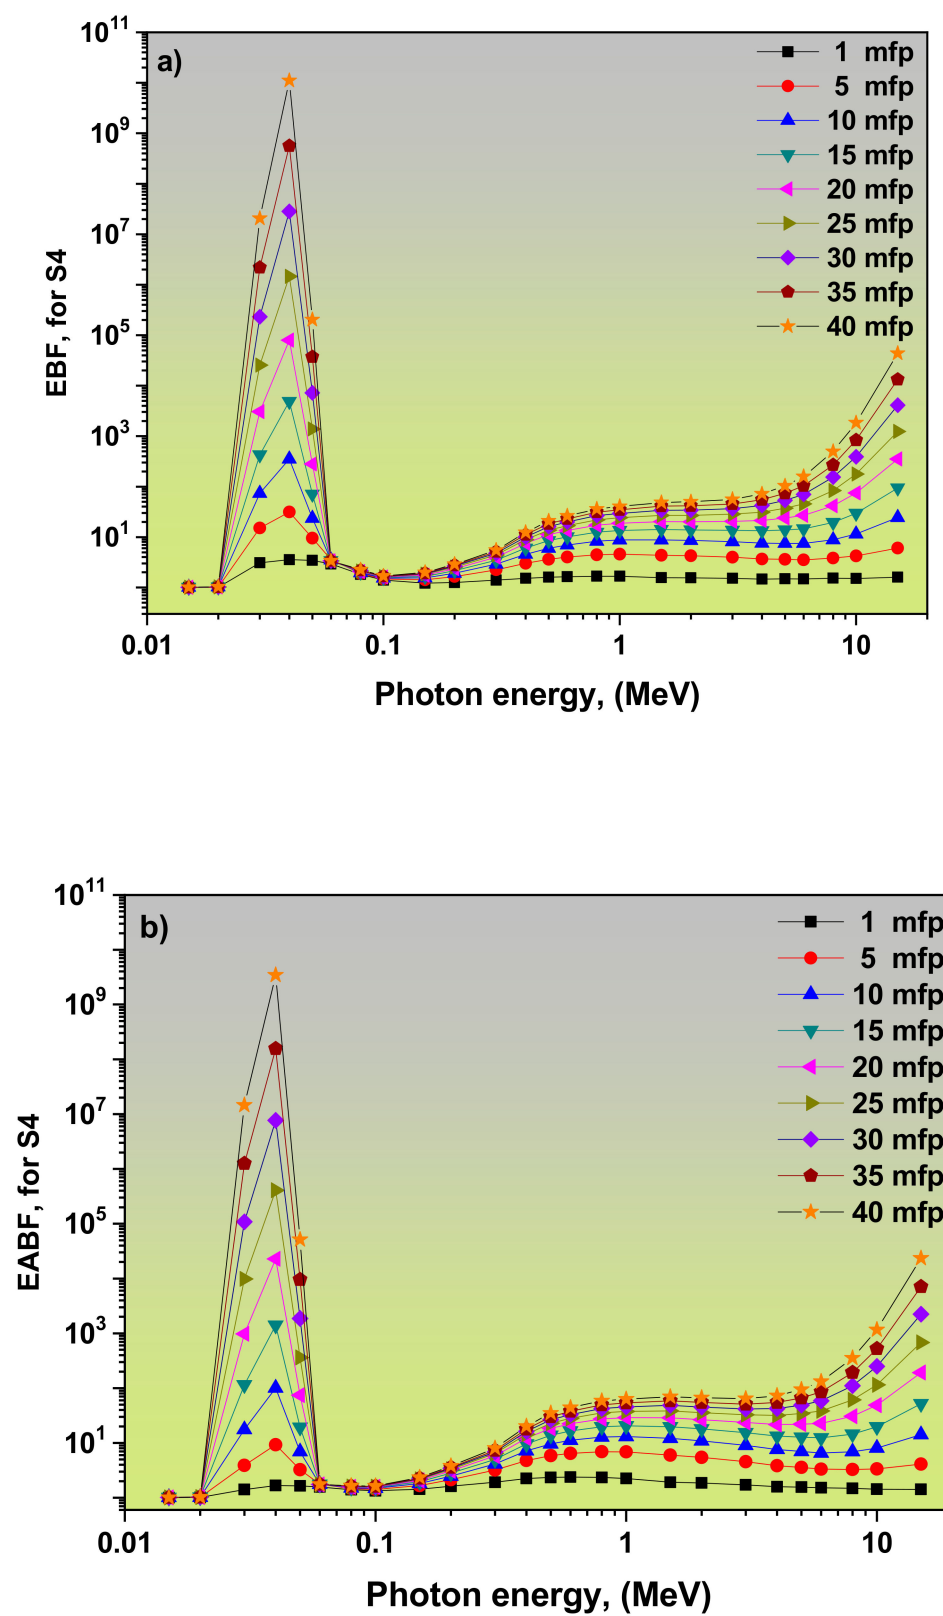 a)
10^11
10^9
10^7
10^5
10^3
10^1
EBF, for S4
1 mfp
5 mfp
10 mfp
15 mfp
20 mfp
25 mfp
30 mfp
35 mfp
40 mfp
0.01 0.1 1 10
Photon energy, (MeV)
b)
10^11
10^9
10^7
10^5
10^3
10^1
EABF, for S4
1 mfp
5 mfp
10 mfp
15 mfp
20 mfp
25 mfp
30 mfp
35 mfp
40 mfp
0.01 0.1 1 10
Photon energy, (MeV)